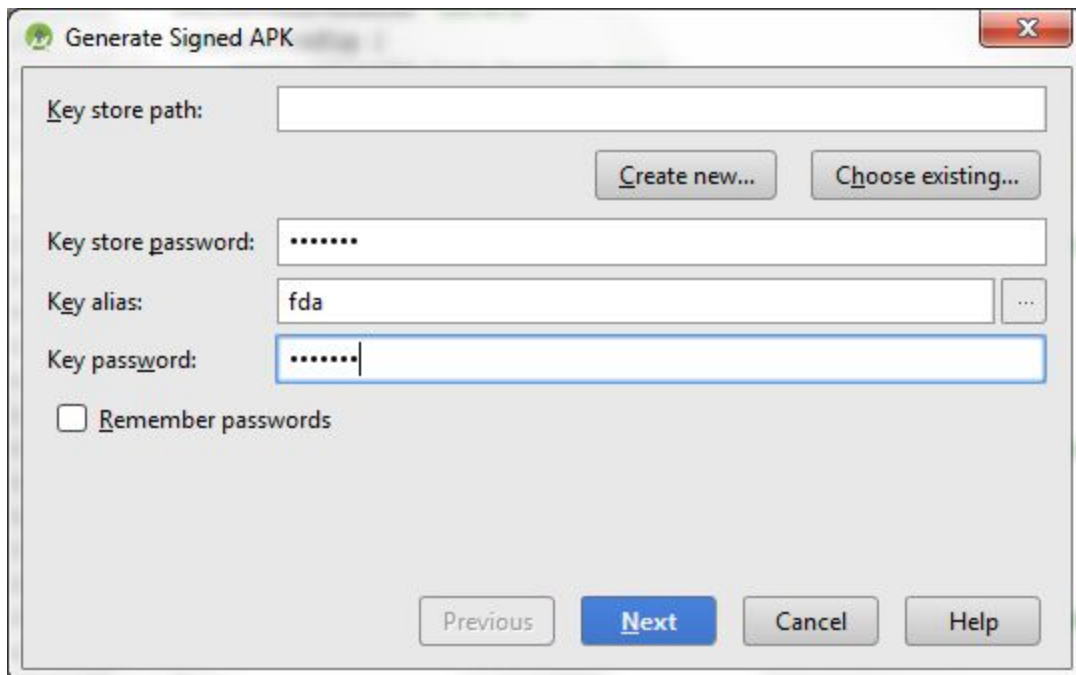 Generate Signed APK
Key store path:
Create new... Choose existing...
Key store password: •••••••
Key alias: fda ...
Key password: •••••••
Remember passwords
Previous Next Cancel Help